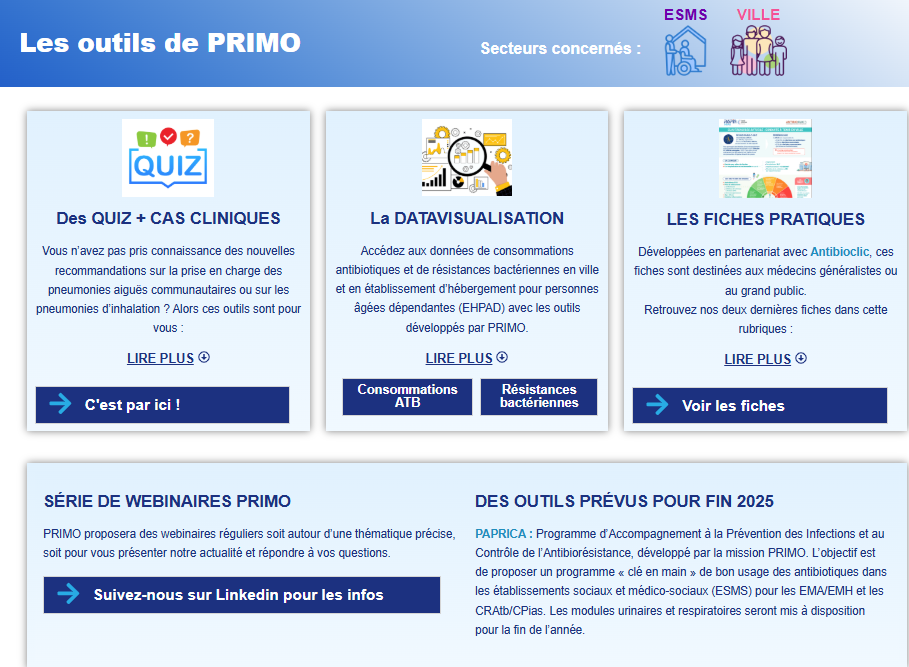 Les outils de PRIMO
Secteurs concernés :
ESMS
VILLE
QUIZ
Des QUIZ + CAS CLINIQUES
Vous n'avez pas pris connaissance des nouvelles
recommandations sur la prise en charge des
pneumonies aiguës communautaires ou sur les
pneumonies d'inhalation ? Alors ces outils sont pour
vous :
LIRE PLUS
C'est par ici !
La DATAVISUALISATION
Accédez aux données de consommations
antibiotiques et de résistances bactériennes en ville
et en établissement d'hébergement pour personnes
âgées dépendantes (EHPAD) avec les outils
développés par PRIMO.
LIRE PLUS
Consommations
ATB
Résistances
bactériennes
LES FICHES PRATIQUES
Développées en partenariat avec Antibioclic, ces
fiches sont destinées aux médecins généralistes ou
au grand public.
Retrouvez nos deux dernières fiches dans cette
rubriques :
LIRE PLUS
Voir les fiches
SÉRIE DE WEBINAIRES PRIMO
PRIMO proposera des webinaires réguliers soit autour d'une thématique précise,
soit pour vous présenter notre actualité et répondre à vos questions.
Suivez-nous sur Linkedin pour les infos
DES OUTILS PRÉVUS POUR FIN 2025
PAPRICA : Programme d'Accompagnement à la Prévention des Infections et au
Contrôle de l'Antibiorésistance, développé par la mission PRIMO. L'objectif est
de proposer un programme « clé en main » de bon usage des antibiotiques dans
les établissements sociaux et médico-sociaux (ESMS) pour les EMA/EMH et les
CRAtb/CPias. Les modules urinaires et respiratoires seront mis à disposition
pour la fin de l'année.